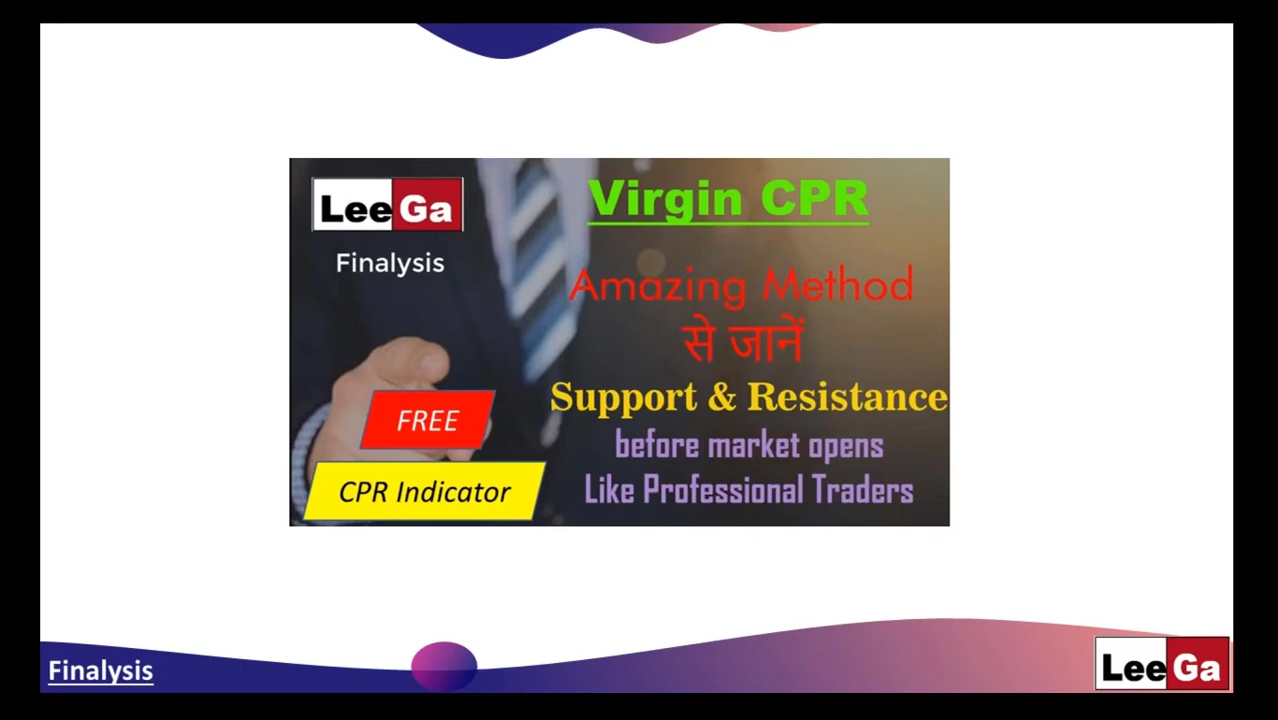 LeeGa
Finalysis
Virgin CPR
Amazing Method
से जानें
Support & Resistance
before market opens
Like Professional Traders
FREE
CPR Indicator
Finalysis
LeeGa